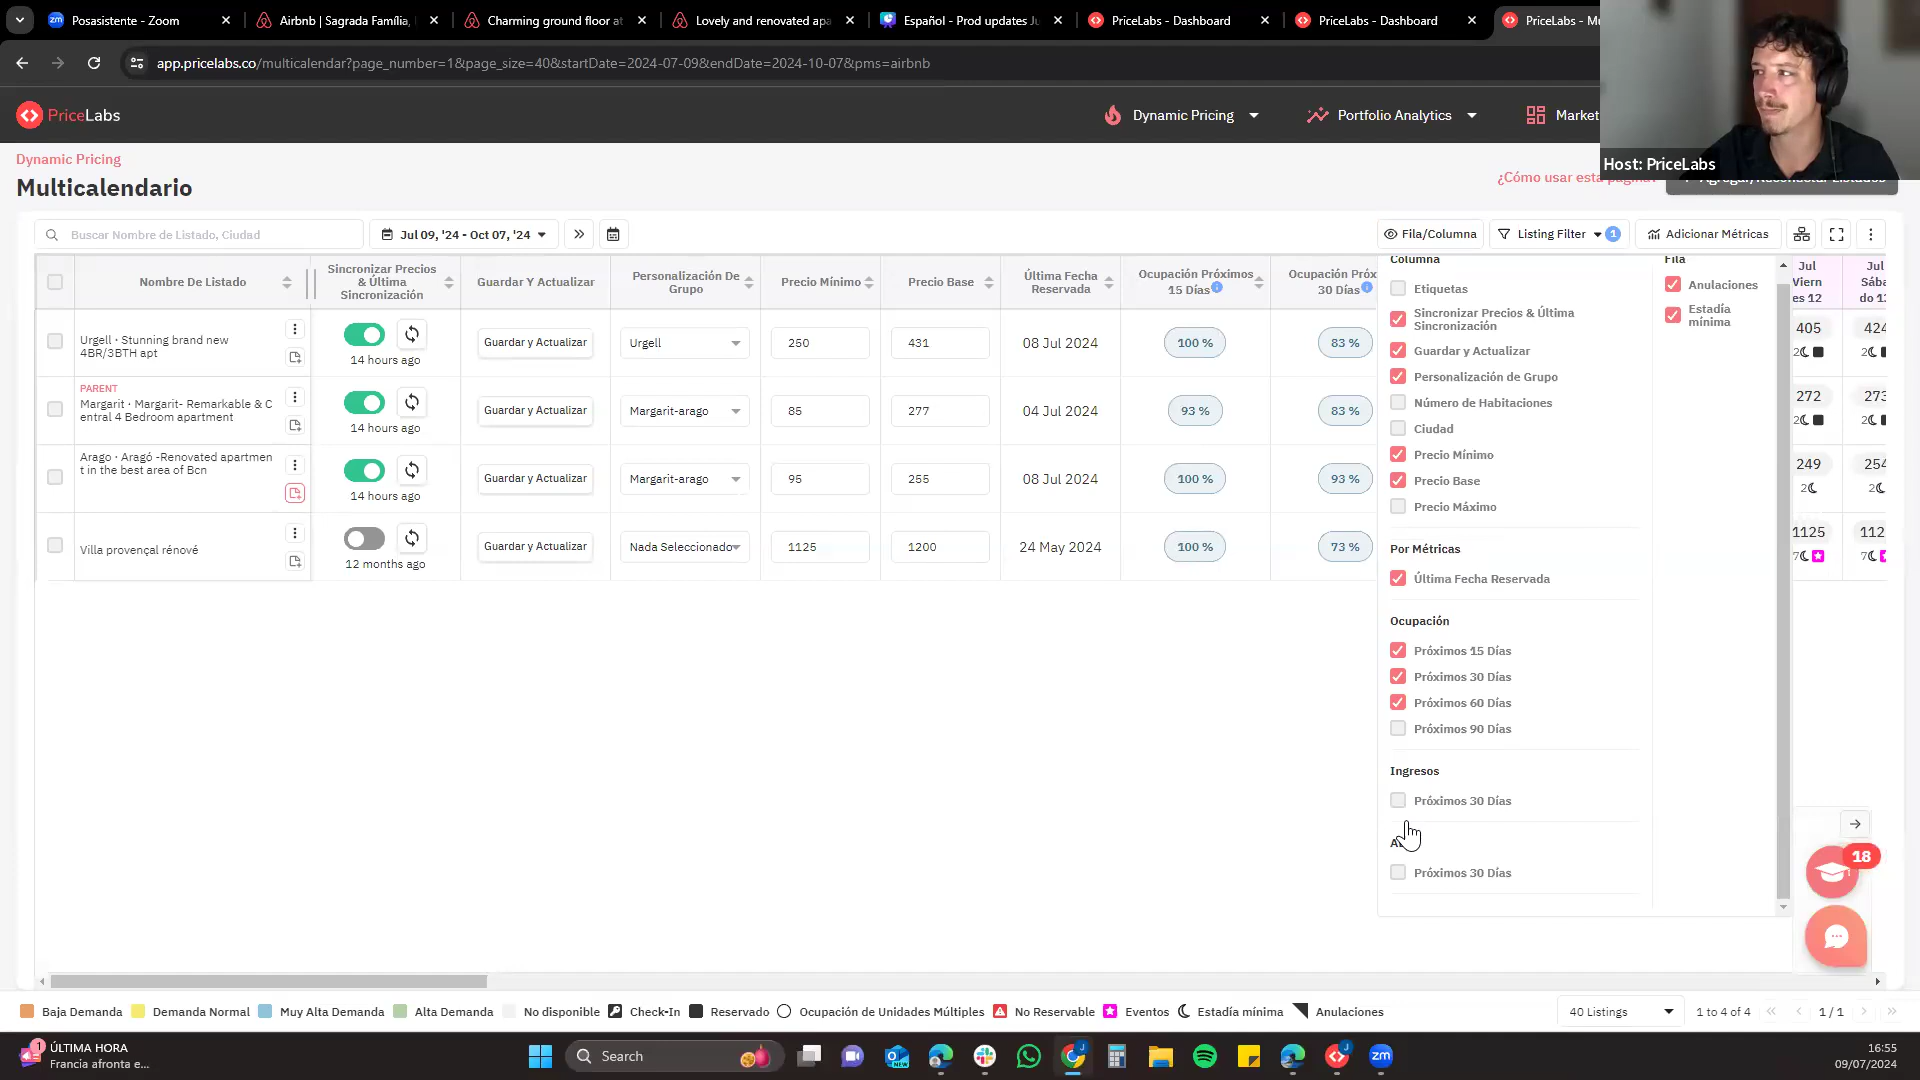 Posasistente - Zoom
Airbnb | Sagrada Família,
Charming ground floor at
Lovely and renovated apa
Español - Prod updates Ju
PriceLabs - Dashboard
PriceLabs - Dashboard
PriceLabs - Mu
app.pricelabs.co/multicalendar?page_number=1&page_size=40&startDate=2024-07-09&endDate=2024-10-07&pms=airbnb
PriceLabs
Dynamic Pricing
Portfolio Analytics
Market
Host: PriceLabs
Dynamic Pricing
Multicalendario
¿Cómo usar esta página?
Buscar Nombre de Listado, Ciudad
Jul 09, '24 - Oct 07, '24
Fila/Columna
Listing Filter
1
Adicionar Métricas
Nombre De Listado
Sincronizar Precios & Última Sincronización
Guardar Y Actualizar
Personalización De Grupo
Precio Mínimo
Precio Base
Última Fecha Reservada
Ocupación Próximos 15 Días
Ocupación Próx 30 Días
Jul Viern es 12
Jul Sába do 13
Urgell · Stunning brand new 4BR/3BTH apt
14 hours ago
Guardar y Actualizar
Urgell
250
431
08 Jul 2024
100 %
83 %
405
424
2
2
PARENT
Margarit · Margarit- Remarkable & C entral 4 Bedroom apartment
14 hours ago
Guardar y Actualizar
Margarit-arago
85
277
04 Jul 2024
93 %
83 %
272
273
2
2
Arago · Aragó -Renovated apartmen t in the best area of Bcn
14 hours ago
Guardar y Actualizar
Margarit-arago
95
255
08 Jul 2024
100 %
93 %
249
254
2
2
Villa provençal rénové
12 months ago
Guardar y Actualizar
Nada Seleccionado
1125
1200
24 May 2024
100 %
73 %
1125
112
7
7
Columna
Etiquetas
Sincronizar Precios & Última Sincronización
Guardar y Actualizar
Personalización de Grupo
Número de Habitaciones
Ciudad
Precio Mínimo
Precio Base
Precio Máximo
Por Métricas
Última Fecha Reservada
Ocupación
Próximos 15 Días
Próximos 30 Días
Próximos 60 Días
Próximos 90 Días
Ingresos
Próximos 30 Días
Próximos 30 Días
Fila
Anulaciones
Estadía mínima
18
Baja Demanda
Demanda Normal
Muy Alta Demanda
Alta Demanda
No disponible
Check-In
Reservado
Ocupación de Unidades Múltiples
No Reservable
Eventos
Estadía mínima
Anulaciones
40 Listings
1 to 4 of 4
1 / 1
1
ÚLTIMA HORA
Francia afronta e...
Search
NEW
J
J
zm
16:55
09/07/2024